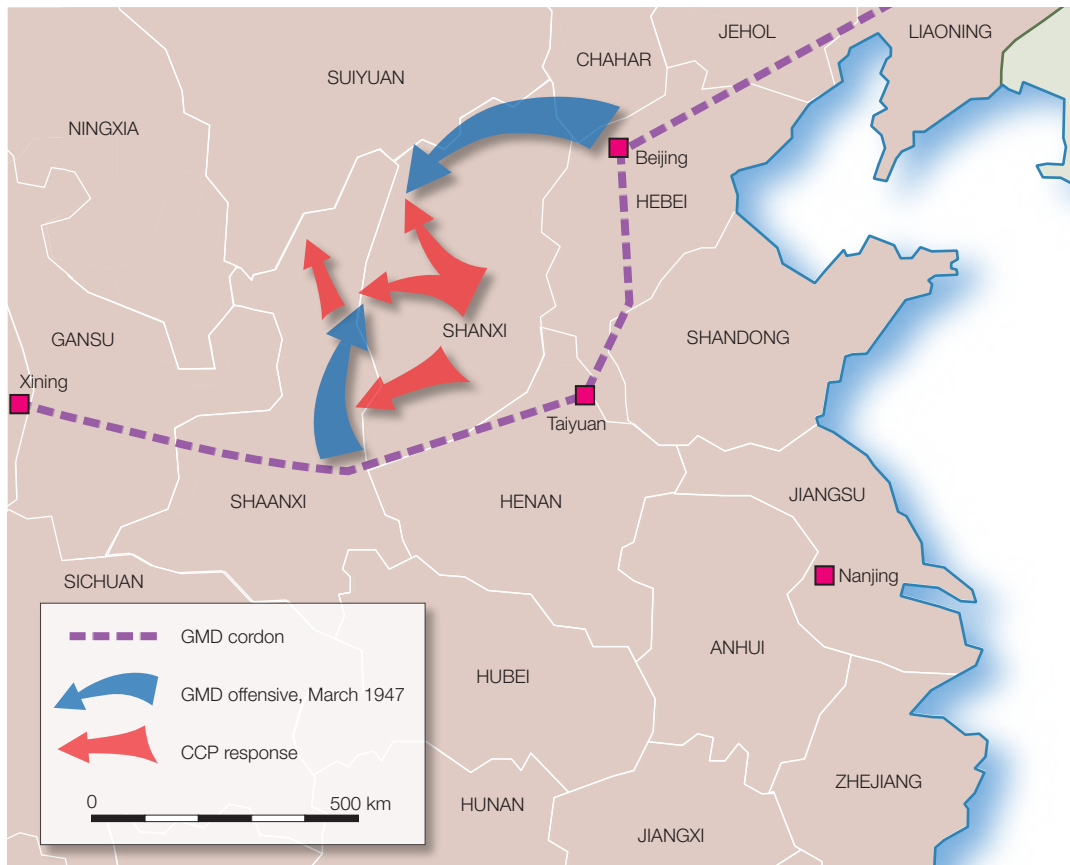 JEHOL
LIAONING
CHAHAR
SUIYUAN
NINGXIA
Beijing
HEBEI
SHANXI
SHANDONG
GANSU
Xining
Taiyuan
SHAANXI
HENAN
JIANGSU
SICHUAN
Nanjing
ANHUI
HUBEI
ZHEJIANG
HUNAN
JIANGXI
GMD cordon
GMD offensive, March 1947
CCP response
0 500 km